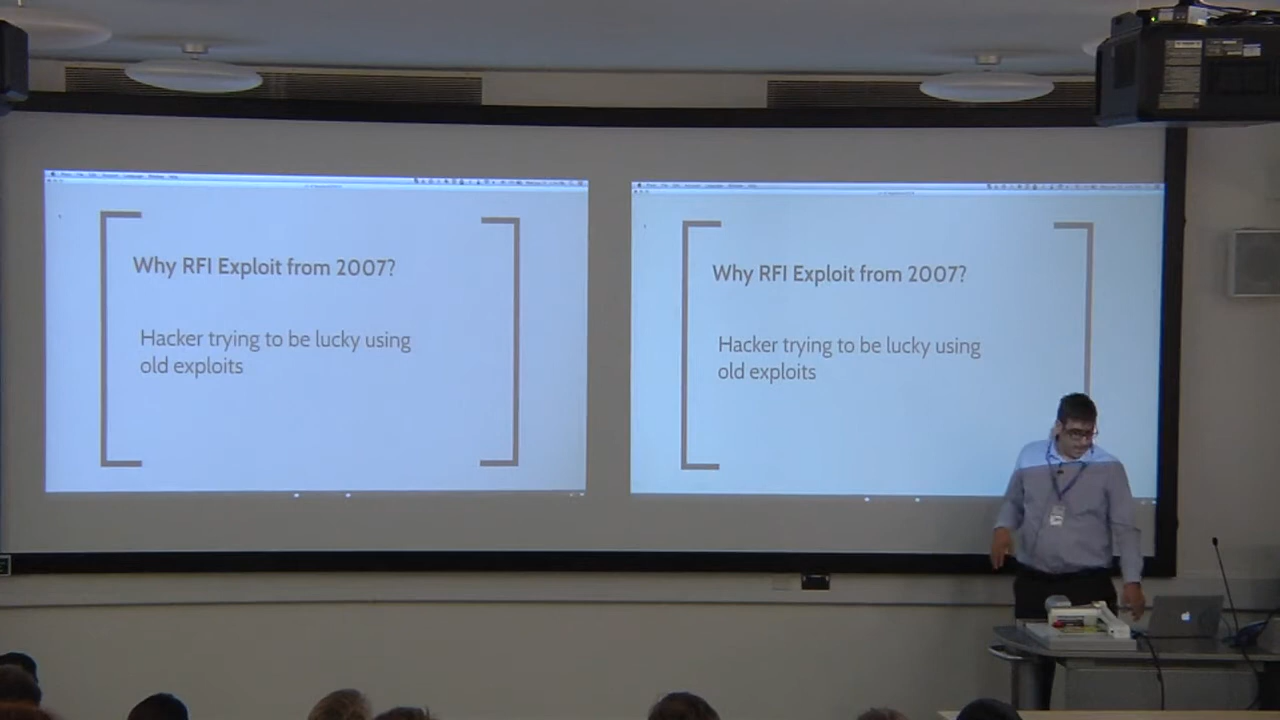 Why RFI Exploit from 2007?
Hacker trying to be lucky using
old exploits
Why RFI Exploit from 2007?
Hacker trying to be lucky using
old exploits